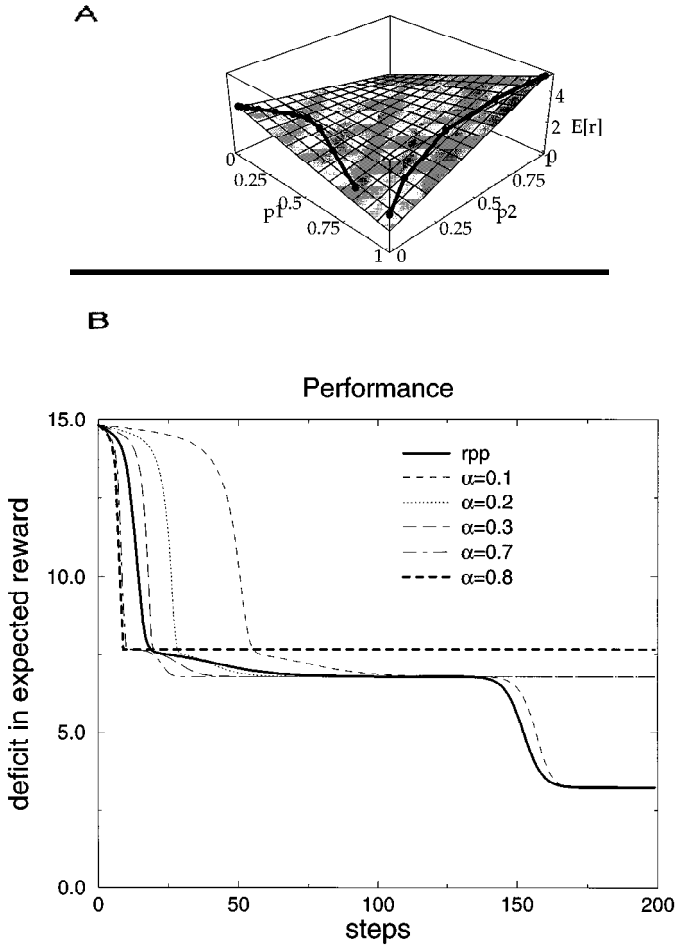 A
4
2
E[r]
0
0.25
0.5
p1
0.75
1
0
0.25
0.5
p2
0.75
1
0
B
Performance
15.0
10.0
5.0
0.0
deficit in expected reward
rpp
α=0.1
α=0.2
α=0.3
α=0.7
α=0.8
0
50
100
150
200
steps